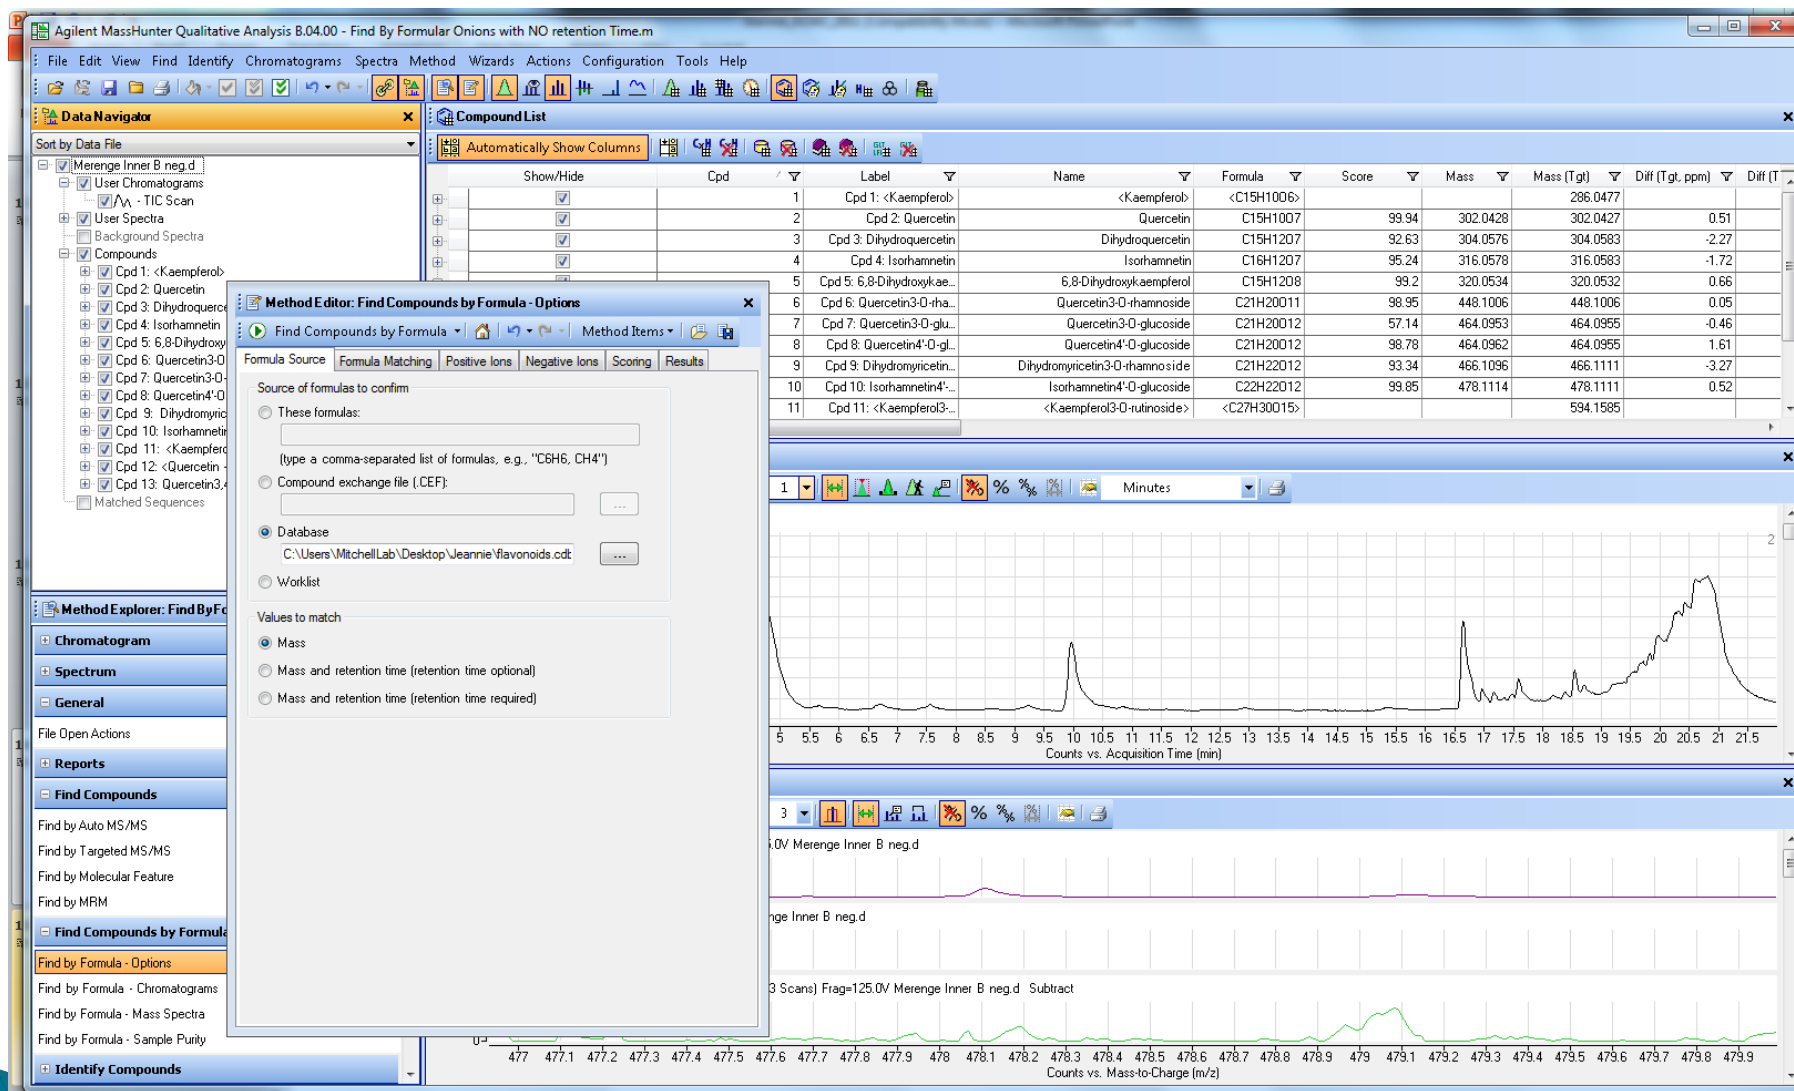 Agilent MassHunter Qualitative Analysis B.04.00 - Find By Formular Onions with NO retention Time.m
File Edit View Find Identify Chromatograms Spectra Method Wizards Actions Configuration Tools Help
Data Navigator
Sort by Data File
Merenge Inner B neg.d
User Chromatograms
- TIC Scan
User Spectra
Background Spectra
Compounds
Cpd 1: <Kaempferol>
Cpd 2: Quercetin
Cpd 3: Dihydroquerce
Cpd 4: Isorhamnetin
Cpd 5: 6,8-Dihydroxy
Cpd 6: Quercetin3-O
Cpd 7: Quercetin3-O-
Cpd 8: Quercetin4'-O
Cpd 9: Dihydromyric
Cpd 10: Isorhamnetin
Cpd 11: <Kaempferc
Cpd 12: <Quercetin -
Cpd 13: Quercetin3,4
Matched Sequences
Compound List
Automatically Show Columns
Show/Hide Cpd Label Name Formula Score Mass Mass (Tgt) Diff (Tgt, ppm) Diff (T
1 Cpd 1: <Kaempferol> <Kaempferol> <C15H10O6> 286.0477
2 Cpd 2: Quercetin Quercetin C15H10O7 99.94 302.0428 302.0427 0.51
3 Cpd 3: Dihydroquercetin Dihydroquercetin C15H12O7 92.63 304.0576 304.0583 -2.27
4 Cpd 4: Isorhamnetin Isorhamnetin C16H12O7 95.24 316.0578 316.0583 -1.72
5 Cpd 5: 6,8-Dihydroxykae... 6,8-Dihydroxykaempferol C15H12O8 99.2 320.0534 320.0532 0.66
6 Cpd 6: Quercetin3-O-rha... Quercetin3-O-rhamnoside C21H20O11 98.95 448.1006 448.1006 0.05
7 Cpd 7: Quercetin3-O-glu... Quercetin3-O-glucoside C21H20O12 57.14 464.0953 464.0955 -0.46
8 Cpd 8: Quercetin4'-O-gl... Quercetin4'-O-glucoside C21H20O12 98.78 464.0962 464.0955 1.61
9 Cpd 9: Dihydromyricetin... Dihydromyricetin3-O-rhamnoside C21H22O12 93.34 466.1096 466.1111 -3.27
10 Cpd 10: Isorhamnetin4'-... Isorhamnetin4'-O-glucoside C22H22O12 99.85 478.1114 478.1111 0.52
11 Cpd 11: <Kaempferol3-... <Kaempferol3-O-rutinoside> <C27H30O15> 594.1585
Method Editor: Find Compounds by Formula - Options
Find Compounds by Formula Method Items
Formula Source Formula Matching Positive Ions Negative Ions Scoring Results
Source of formulas to confirm
These formulas:
(type a comma-separated list of formulas, e.g., "C6H6, CH4")
Compound exchange file (.CEF):
...
Database
C:\Users\MitchellLab\Desktop\Jeannie\flavonoids.cdb
...
Worklist
Values to match
Mass
Mass and retention time (retention time optional)
Mass and retention time (retention time required)
Method Explorer: Find By Fo
Chromatogram
Spectrum
General
File Open Actions
Reports
Find Compounds
Find by Auto MS/MS
Find by Targeted MS/MS
Find by Molecular Feature
Find by MRM
Find Compounds by Formula
Find by Formula - Options
Find by Formula - Chromatograms
Find by Formula - Mass Spectra
Find by Formula - Sample Purity
Identify Compounds
1 Minutes
2
5 5.5 6 6.5 7 7.5 8 8.5 9 9.5 10 10.5 11 11.5 12 12.5 13 13.5 14 14.5 15 15.5 16 16.5 17 17.5 18 18.5 19 19.5 20 20.5 21 21.5
Counts vs. Acquisition Time (min)
3
5.0V Merenge Inner B neg.d
nge Inner B neg.d
3 Scans) Frag=125.0V Merenge Inner B neg.d Subtract
0
477 477.1 477.2 477.3 477.4 477.5 477.6 477.7 477.8 477.9 478 478.1 478.2 478.3 478.4 478.5 478.6 478.7 478.8 478.9 479 479.1 479.2 479.3 479.4 479.5 479.6 479.7 479.8 479.9
Counts vs. Mass-to-Charge (m/z)